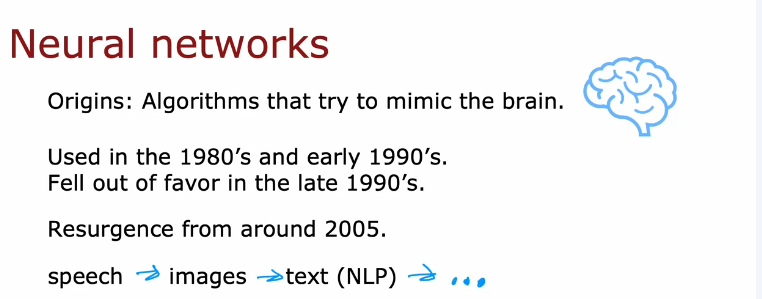 Neural networks
Origins: Algorithms that try to mimic the brain.
Used in the 1980’s and early 1990’s.
Fell out of favor in the late 1990’s.
Resurgence from around 2005.
speech → images → text (NLP) → ...